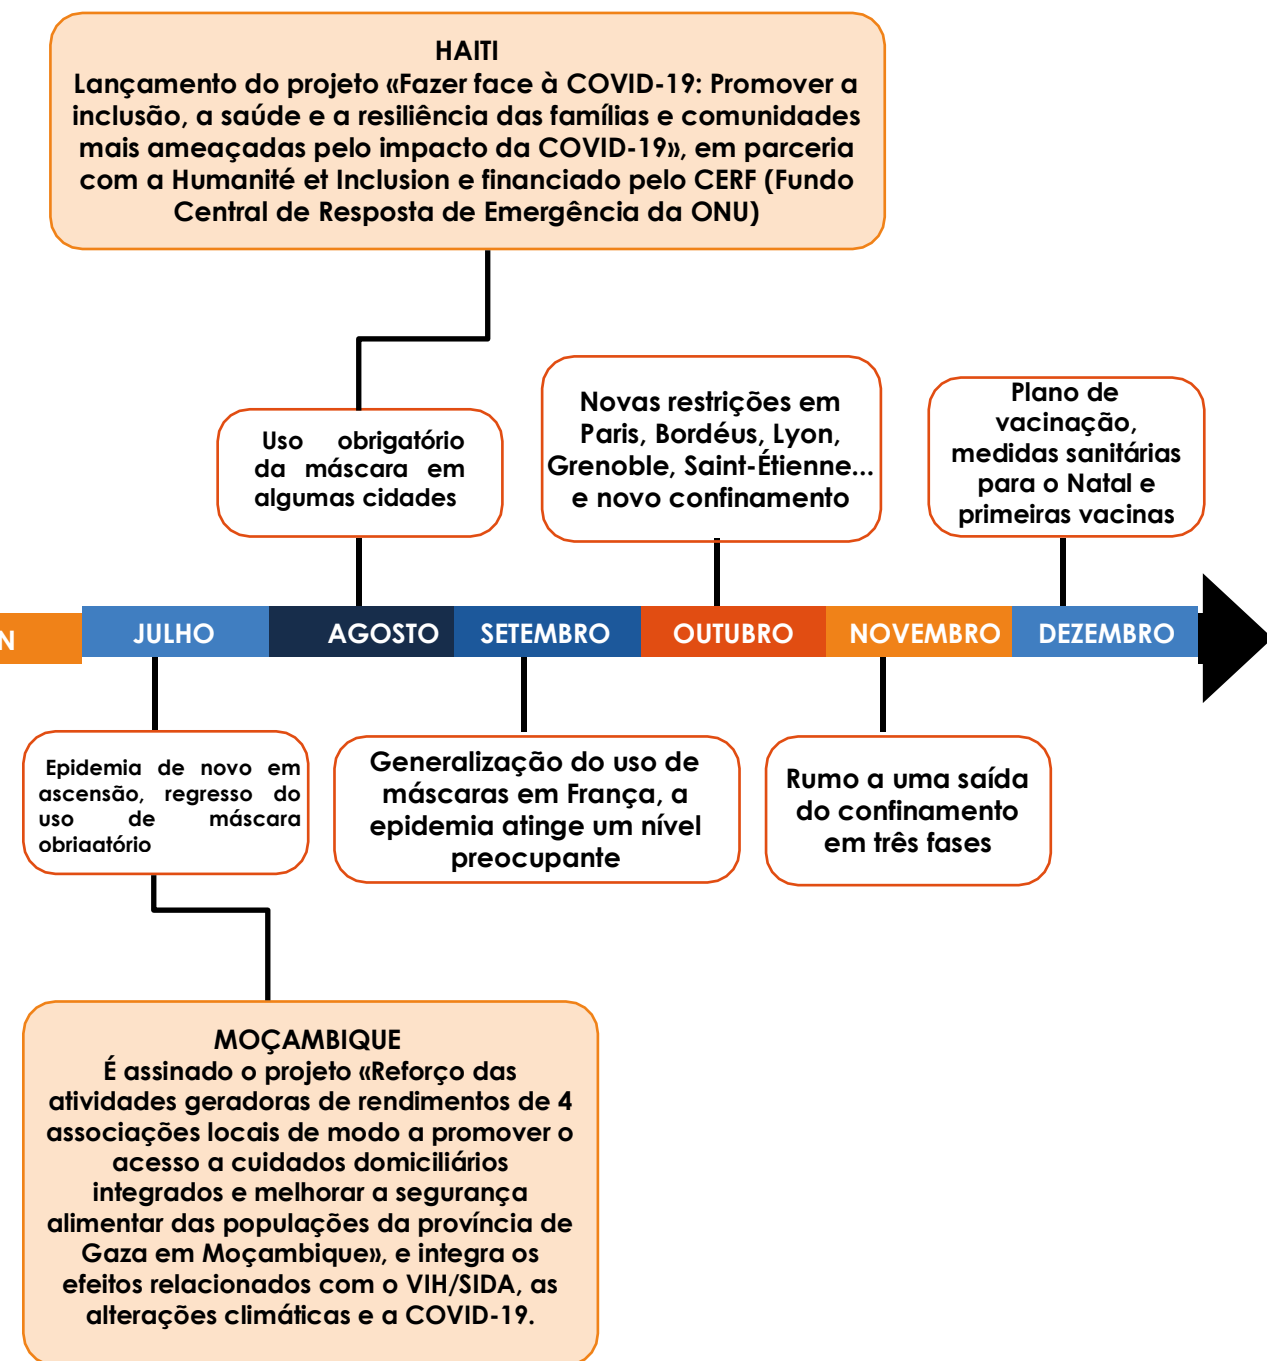 HAITI
Lançamento do projeto «Fazer face à COVID-19: Promover a
inclusão, a saúde e a resiliência das famílias e comunidades
mais ameaçadas pelo impacto da COVID-19», em parceria
com a Humanité et Inclusion e financiado pelo CERF (Fundo
Central de Resposta de Emergência da ONU)
Uso obrigatório
da máscara em
algumas cidades
Novas restrições em
Paris, Bordéus, Lyon,
Grenoble, Saint-Étienne...
e novo confinamento
Plano de
vacinação,
medidas sanitárias
para o Natal e
primeiras vacinas
N
JULHO
AGOSTO
SETEMBRO
OUTUBRO
NOVEMBRO
DEZEMBRO
Epidemia de novo em
ascensão, regresso do
uso de máscara
obriaatório
Generalização do uso de
máscaras em França, a
epidemia atinge um nível
preocupante
Rumo a uma saída
do confinamento
em três fases
MOÇAMBIQUE
É assinado o projeto «Reforço das
atividades geradoras de rendimentos de 4
associações locais de modo a promover o
acesso a cuidados domiciliários
integrados e melhorar a segurança
alimentar das populações da província de
Gaza em Moçambique», e integra os
efeitos relacionados com o VIH/SIDA, as
alterações climáticas e a COVID-19.